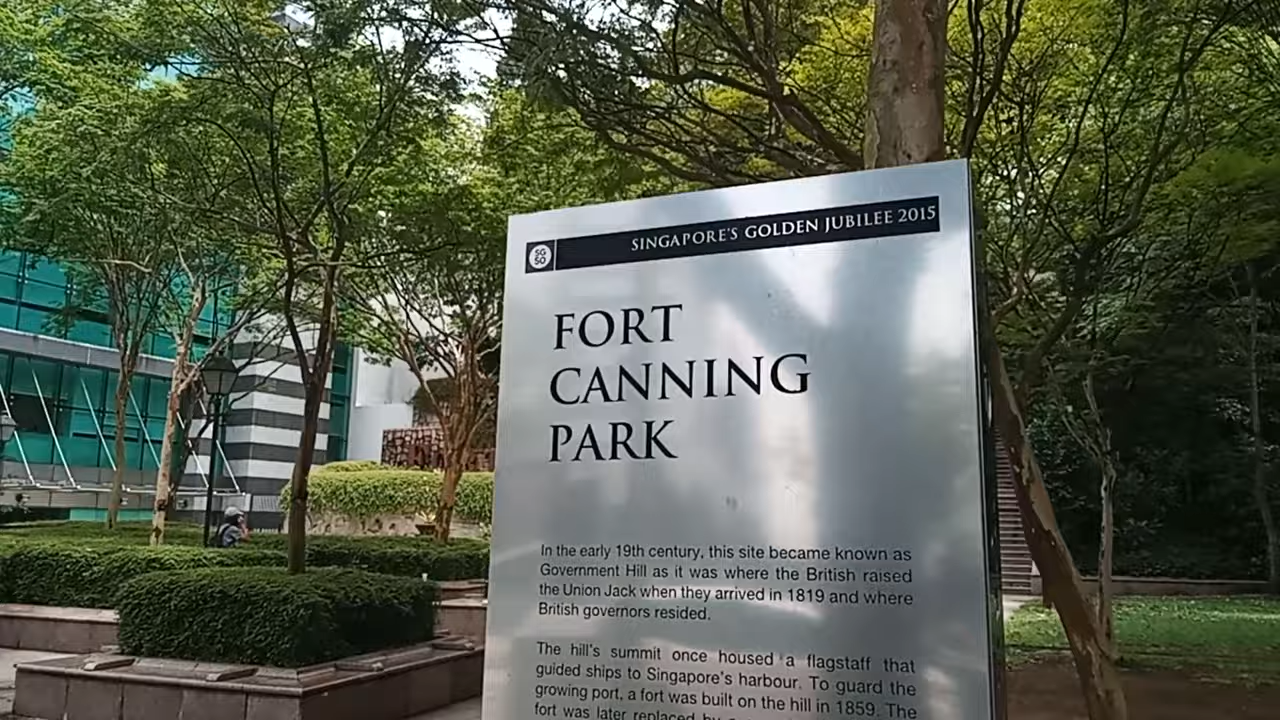 SG
50
SINGAPORE'S GOLDEN JUBILEE 2015
FORT
CANNING
PARK
In the early 19th century, this site became known as
Government Hill as it was where the British raised
the Union Jack when they arrived in 1819 and where
British governors resided.
The hill's summit once housed a flagstaff that
guided ships to Singapore's harbour. To guard the
growing port, a fort was built on the hill in 1859. The
fort was later replaced by